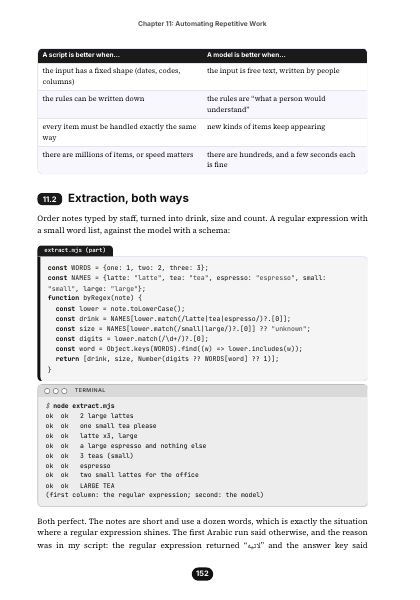 Chapter 11: Automating Repetitive Work
A script is better when… A model is better when…
the input has a fixed shape (dates, codes, the input is free text, written by people
columns)
the rules can be written down the rules are “what a person would
understand”
every item must be handled exactly the same new kinds of items keep appearing
way
there are millions of items, or speed matters there are hundreds, and a few seconds each
is fine
11.2 Extraction, both ways
Order notes typed by staff, turned into drink, size and count. A regular expression with
a small word list, against the model with a schema:
extract.mjs (part)
const WORDS = {one: 1, two: 2, three: 3};
const NAMES = {latte: "latte", tea: "tea", espresso: "espresso", small:
"small", large: "large"};
function byRegex(note) {
const lower = note.toLowerCase();
const drink = NAMES[lower.match(/latte|tea|espresso/)?.[0]];
const size = NAMES[lower.match(/small|large/)?.[0]] ?? "unknown";
const digits = lower.match(/\d+/)?.[0];
const word = Object.keys(WORDS).find((w) => lower.includes(w));
return [drink, size, Number(digits ?? WORDS[word] ?? 1)];
}
TERMINAL
$ node extract.mjs
ok ok 2 large lattes
ok ok one small tea please
ok ok latte x3, large
ok ok a large espresso and nothing else
ok ok 3 teas (small)
ok ok espresso
ok ok two small lattes for the office
ok ok LARGE TEA
(first column: the regular expression; second: the model)
Both perfect. The notes are short and use a dozen words, which is exactly the situation
where a regular expression shines. The first Arabic run said otherwise, and the reason
was in my script: the regular expression returned “ ” and the answer key said
152